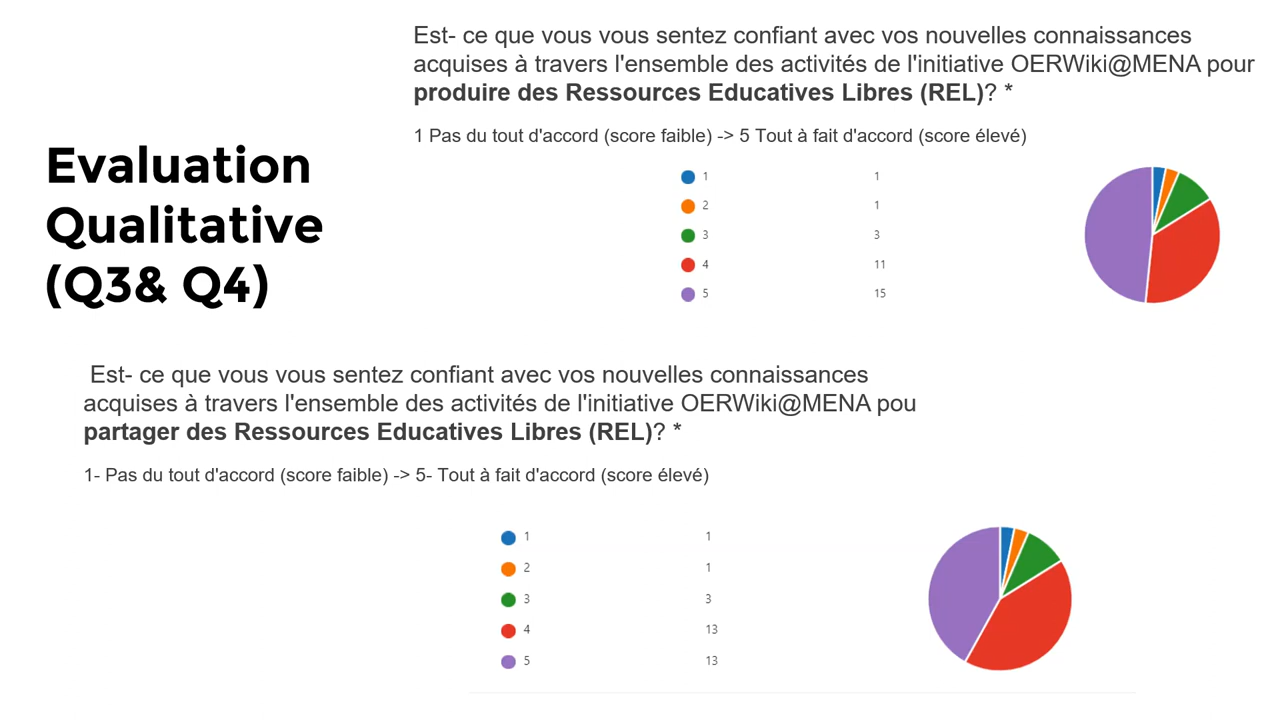 Est- ce que vous vous sentez confiant avec vos nouvelles connaissances
acquises à travers l'ensemble des activités de l'initiative OERWiki@MENA pour
produire des Ressources Educatives Libres (REL)? *
1 Pas du tout d'accord (score faible) -> 5 Tout à fait d'accord (score élevé)
Evaluation
Qualitative
(Q3& Q4)
1 1
2 1
3 3
4 11
5 15
Est- ce que vous vous sentez confiant avec vos nouvelles connaissances
acquises à travers l'ensemble des activités de l'initiative OERWiki@MENA pou
partager des Ressources Educatives Libres (REL)? *
1- Pas du tout d'accord (score faible) -> 5- Tout à fait d'accord (score élevé)
1 1
2 1
3 3
4 13
5 13